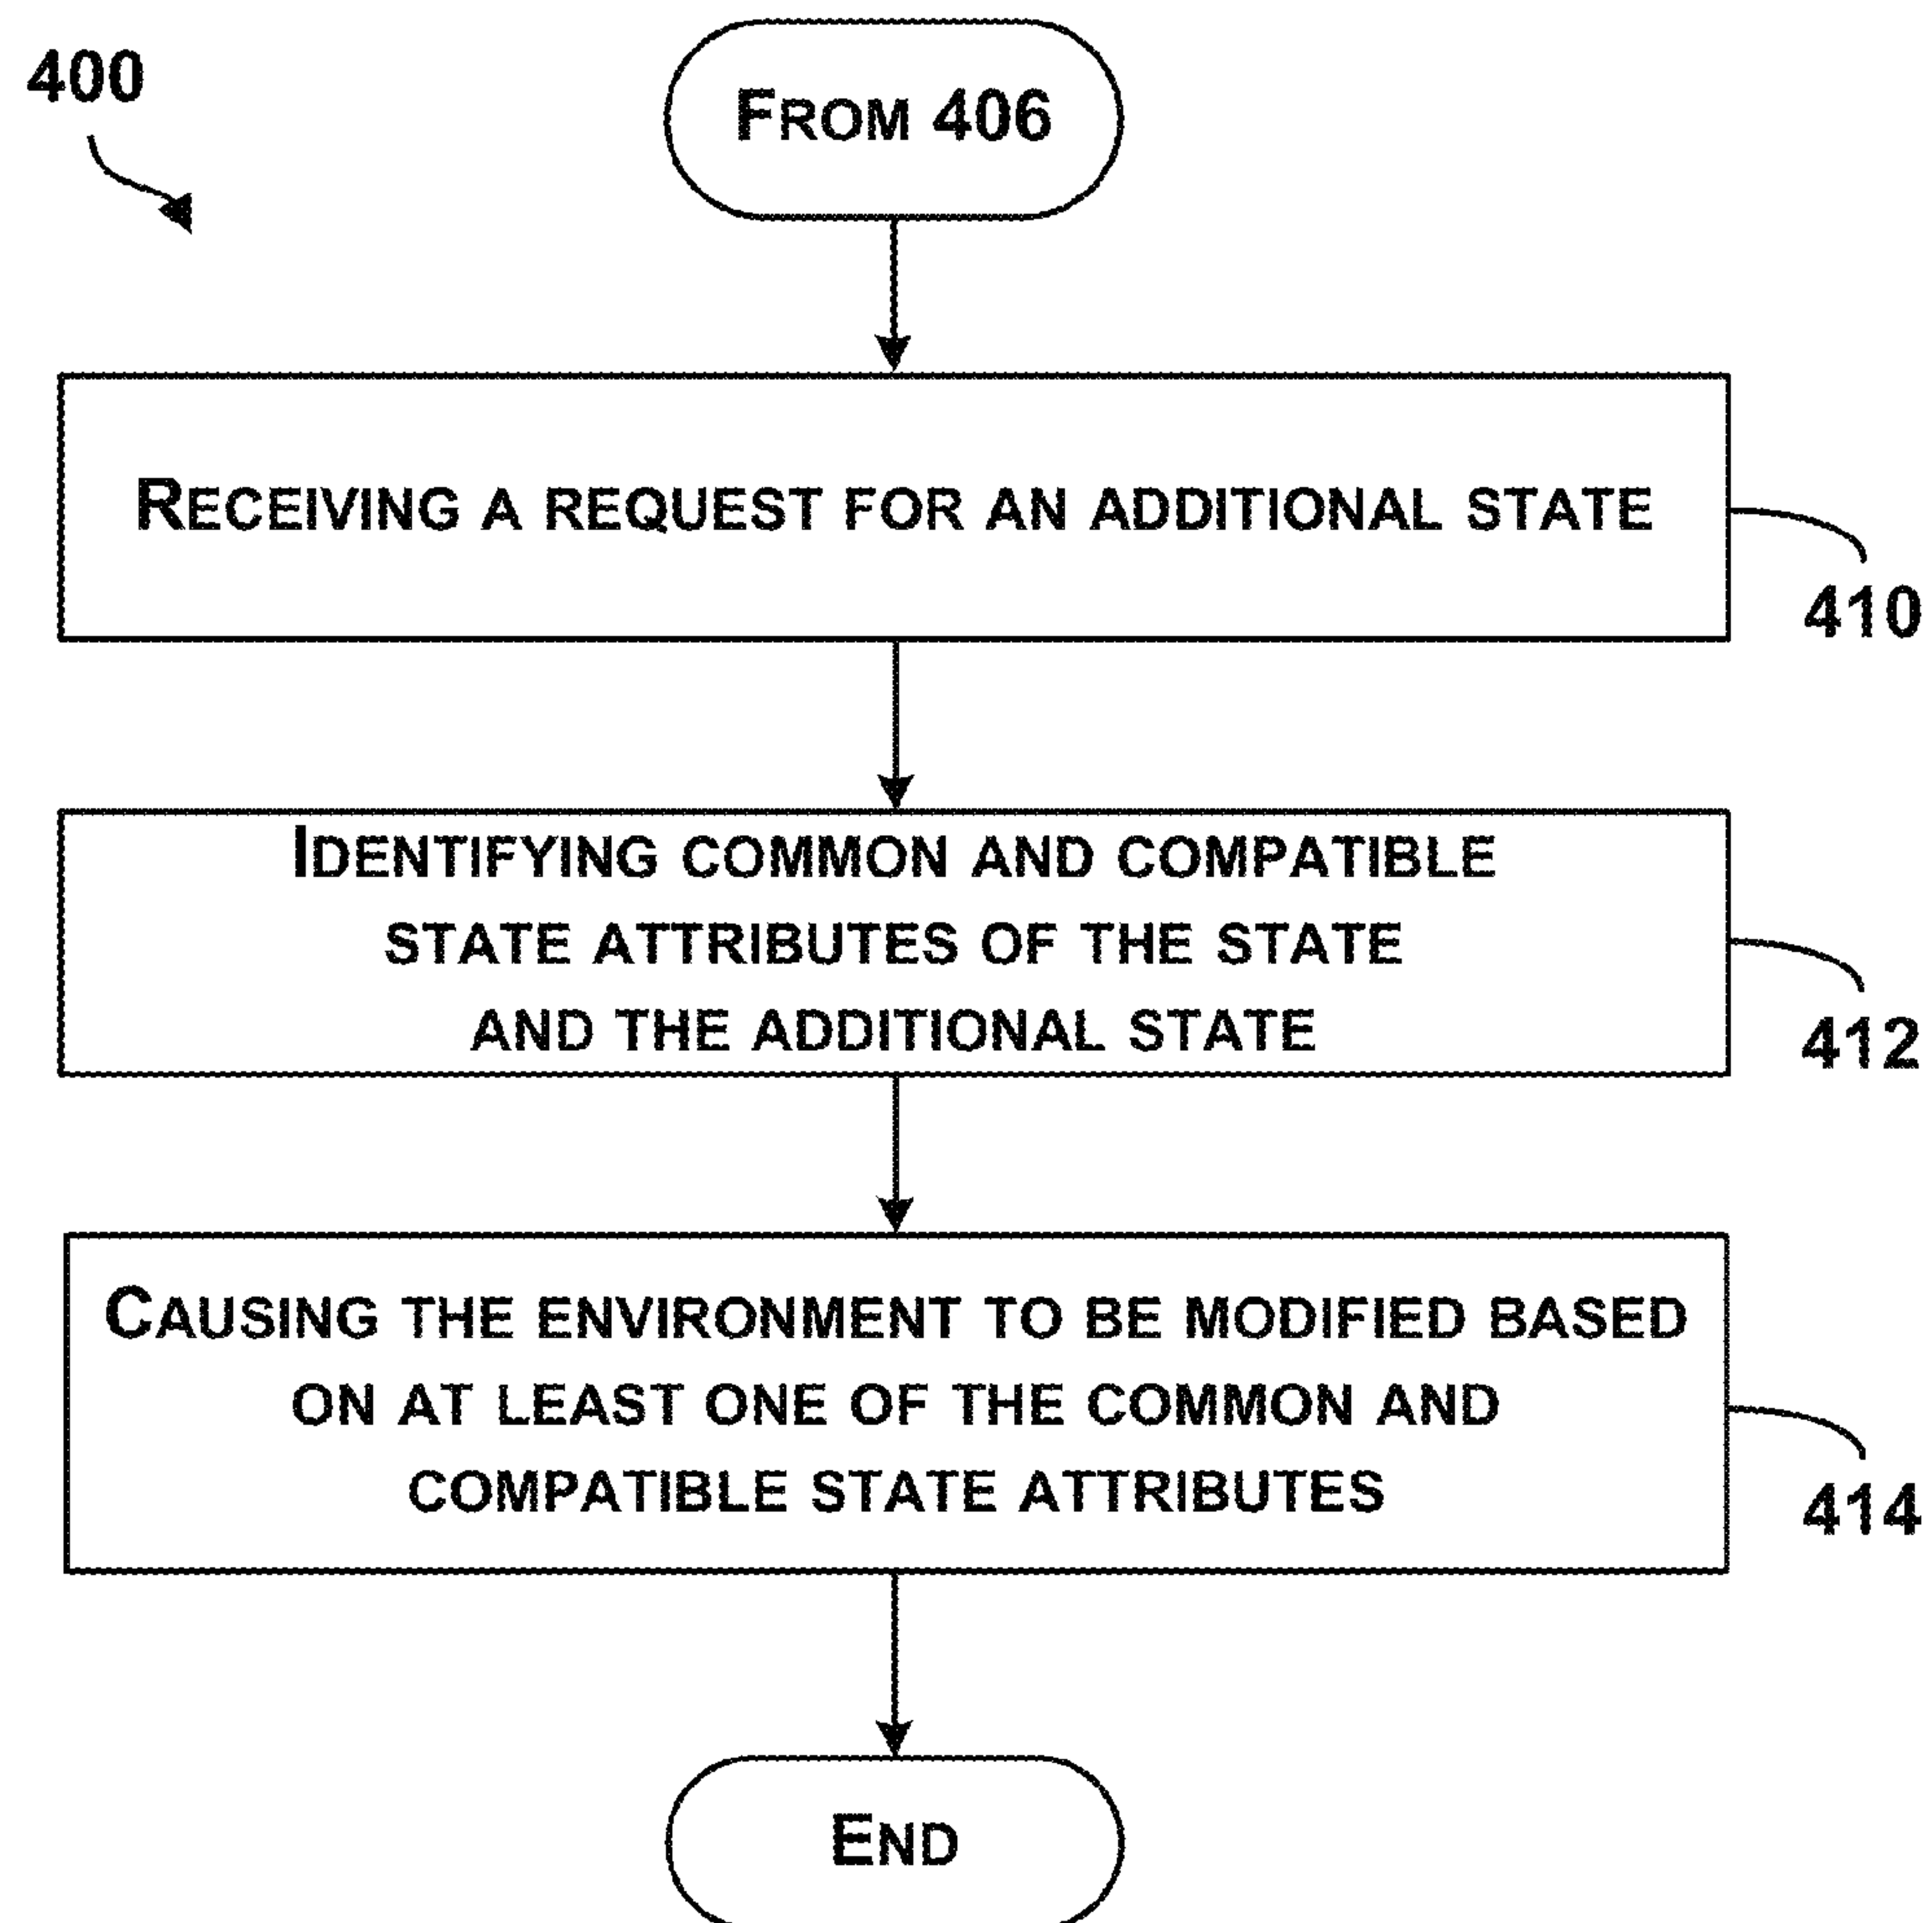 400
FROM 406
RECEIVING A REQUEST FOR AN ADDITIONAL STATE
410
IDENTIFYING COMMON AND COMPATIBLE
STATE ATTRIBUTES OF THE STATE
AND THE ADDITIONAL STATE
412
CAUSING THE ENVIRONMENT TO BE MODIFIED BASED
ON AT LEAST ONE OF THE COMMON AND
COMPATIBLE STATE ATTRIBUTES
414
END